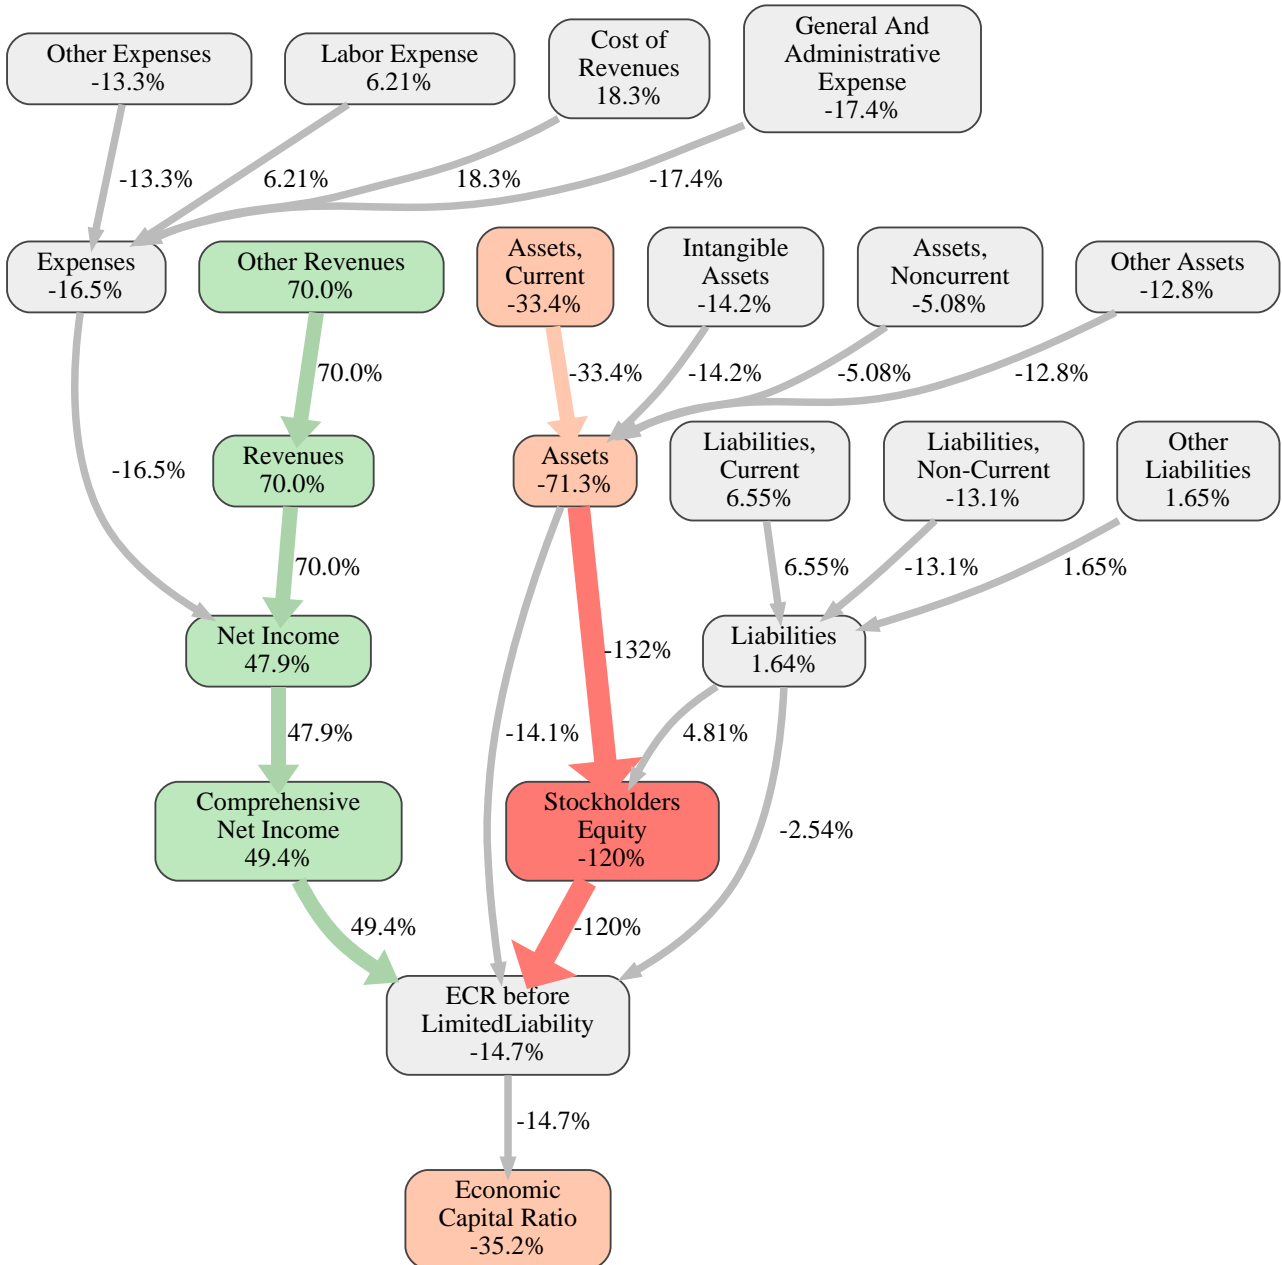 Other Expenses
-13.3%
Labor Expense
6.21%
Cost of
Revenues
18.3%
General And
Administrative
Expense
-17.4%
-13.3%
6.21%
18.3%
-17.4%
Expenses
-16.5%
Other Revenues
70.0%
Assets,
Current
-33.4%
Intangible
Assets
-14.2%
Assets,
Noncurrent
-5.08%
Other Assets
-12.8%
70.0%
-33.4%
-14.2%
-5.08%
-12.8%
-16.5%
Revenues
70.0%
Assets
-71.3%
Liabilities,
Current
6.55%
Liabilities,
Non-Current
-13.1%
Other
Liabilities
1.65%
70.0%
6.55%
-13.1%
1.65%
Net Income
47.9%
-132%
Liabilities
1.64%
47.9%
-14.1%
4.81%
Comprehensive
Net Income
49.4%
Stockholders
Equity
-120%
-2.54%
49.4%
-120%
ECR before
LimitedLiability
-14.7%
-14.7%
Economic
Capital Ratio
-35.2%